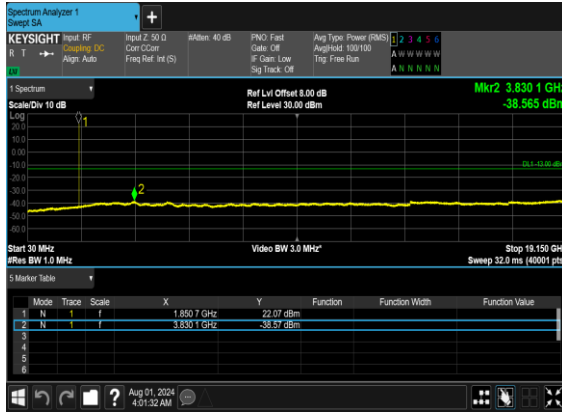 Spectrum Analyzer 1
Swept SA
+
KEYSIGHT Input: RF Input Z: 50 Ω #Atten: 40 dB PNO: Fast Avg Type: Power (RMS) 1 2 3 4 5 6
R T Coupling: DC Corr CCorr Gate: Off Avg|Hold: 100/100 A W W W W W
Align: Auto Freq Ref: Int (S) IF Gain: Low Trig: Free Run
Sig Track: Off A N N N N N
1 Spectrum Ref Lvl Offset 8.00 dB Mkr2 3.830 1 GHz
Scale/Div 10 dB Ref Level 30.00 dBm -38.565 dBm
Log
20.0
10.0
0.00
-10.0
-20.0
-30.0
-40.0
-50.0
-60.0
1
2
DL1 -13.00 dBm
Start 30 MHz Video BW 3.0 MHz* Stop 19.150 GHz
#Res BW 1.0 MHz Sweep 32.0 ms (40001 pts)
5 Marker Table
Mode Trace Scale X Y Function Function Width Function Value
1 N 1 f 1.850 7 GHz 22.07 dBm
2 N 1 f 3.830 1 GHz -38.57 dBm
3
4
5
6
? Aug 01, 2024
4:01:32 AM